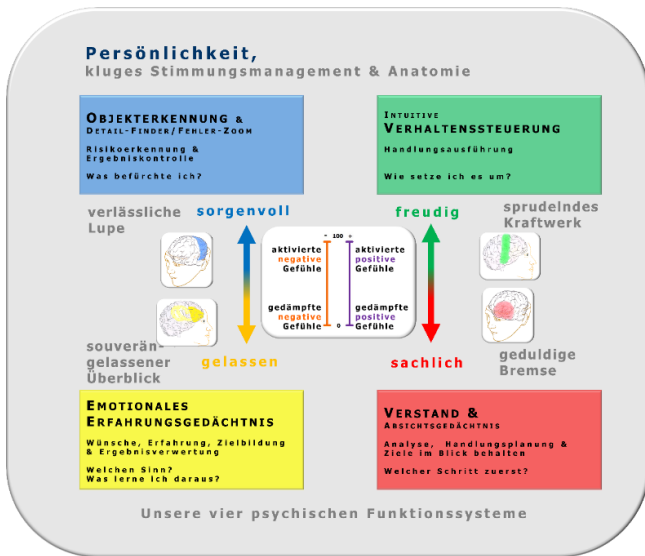 Persönlichkeit,
kluges Stimmungsmanagement & Anatomie
OBJEKTERKENNUNG &
DETAIL-FINDER/FEHLER-ZOOM
Risikoerkennung &
Ergebniskontrolle
Was befürchte ich?
INTUITIVE
VERHALTENSSTEUERUNG
Handlungsausführung
Wie setze ich es um?
verlässliche
Lupe
sorgenvoll
freudig
sprudelndes
Kraftwerk
- 100 +
aktivierte
negative
Gefühle
aktivierte
positive
Gefühle
gedämpfte
negative
Gefühle
gedämpfte
positive
Gefühle
0
souverän-
gelassener
Überblick
gelassen
sachlich
geduldige
Bremse
EMOTIONALES
ERFAHRUNGSGEDÄCHTNIS
Wünsche, Erfahrung, Zielbildung
& Ergebnisverwertung
Welchen Sinn?
Was lerne ich daraus?
VERSTAND &
ABSICHTSGEDÄCHTNIS
Analyse, Handlungsplanung &
Ziele im Blick behalten
Welcher Schritt zuerst?
Unsere vier psychischen Funktionssysteme